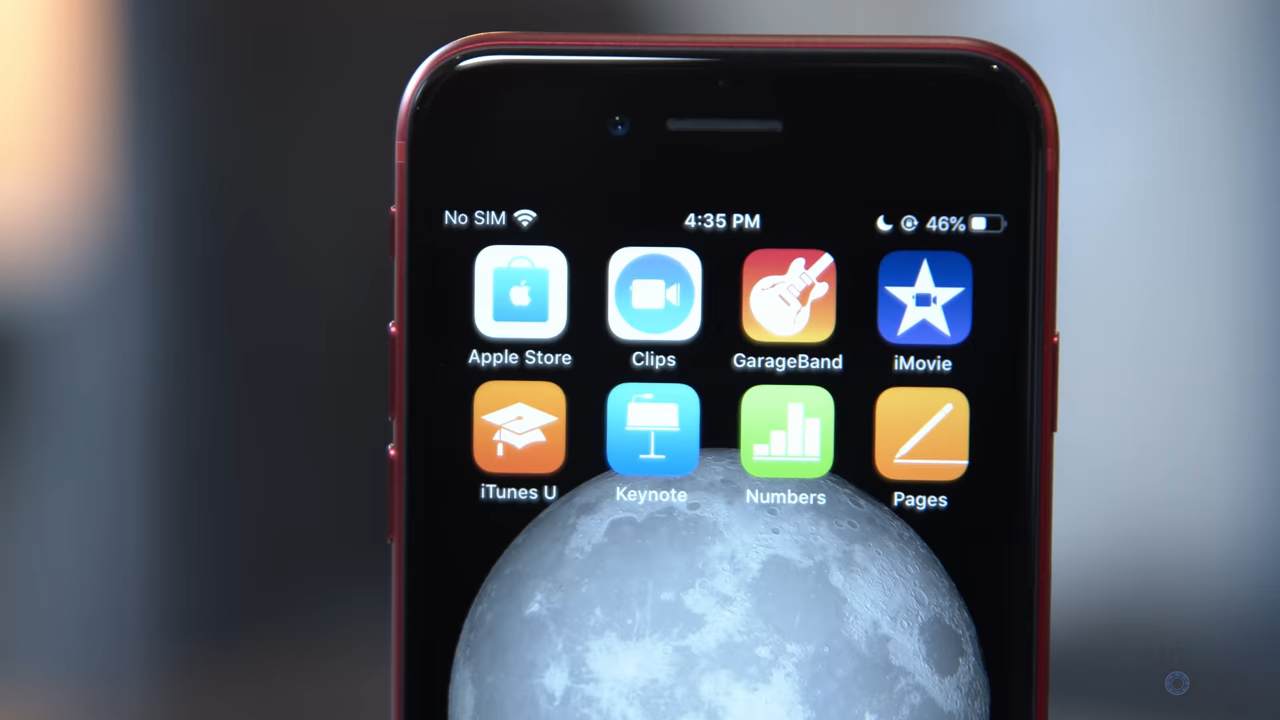 No SIM 4:35 PM 46%
Apple Store Clips GarageBand iMovie
iTunes U Keynote Numbers Pages